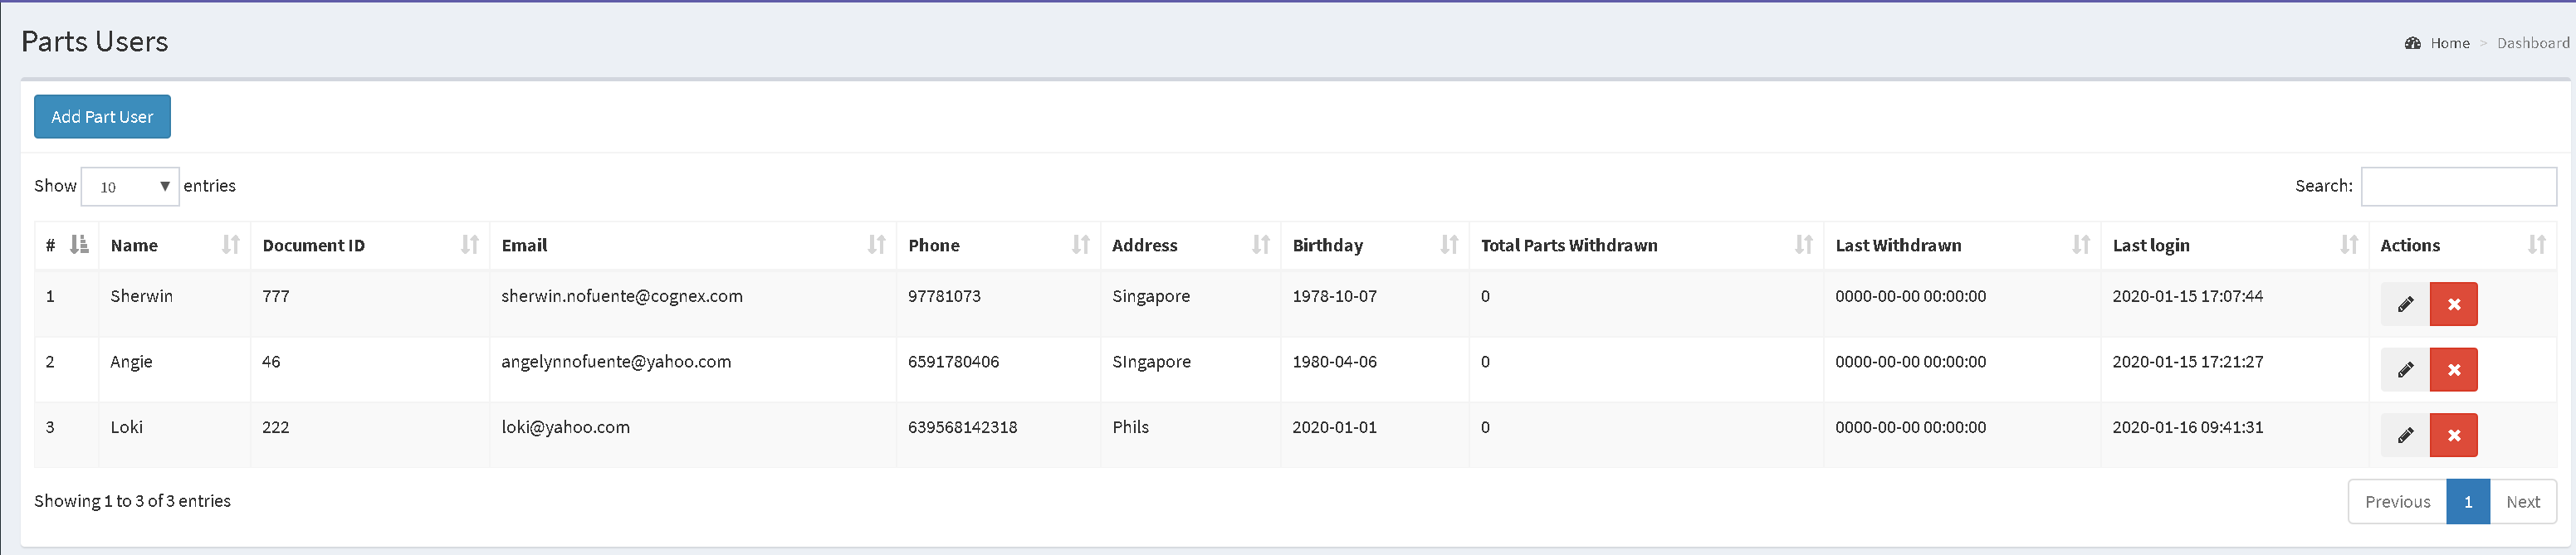 Parts Users
Home > Dashboard
Add Part User
Show 10 entries
Search:
# Name Document ID Email Phone Address Birthday Total Parts Withdrawn Last Withdrawn Last login Actions
1 Sherwin 777 sherwin.nofuente@cognex.com 97781073 Singapore 1978-10-07 0 0000-00-00 00:00:00 2020-01-15 17:07:44
2 Angie 46 angelynnofuente@yahoo.com 6591780406 SIngapore 1980-04-06 0 0000-00-00 00:00:00 2020-01-15 17:21:27
3 Loki 222 loki@yahoo.com 639568142318 Phils 2020-01-01 0 0000-00-00 00:00:00 2020-01-16 09:41:31
Showing 1 to 3 of 3 entries
Previous 1 Next